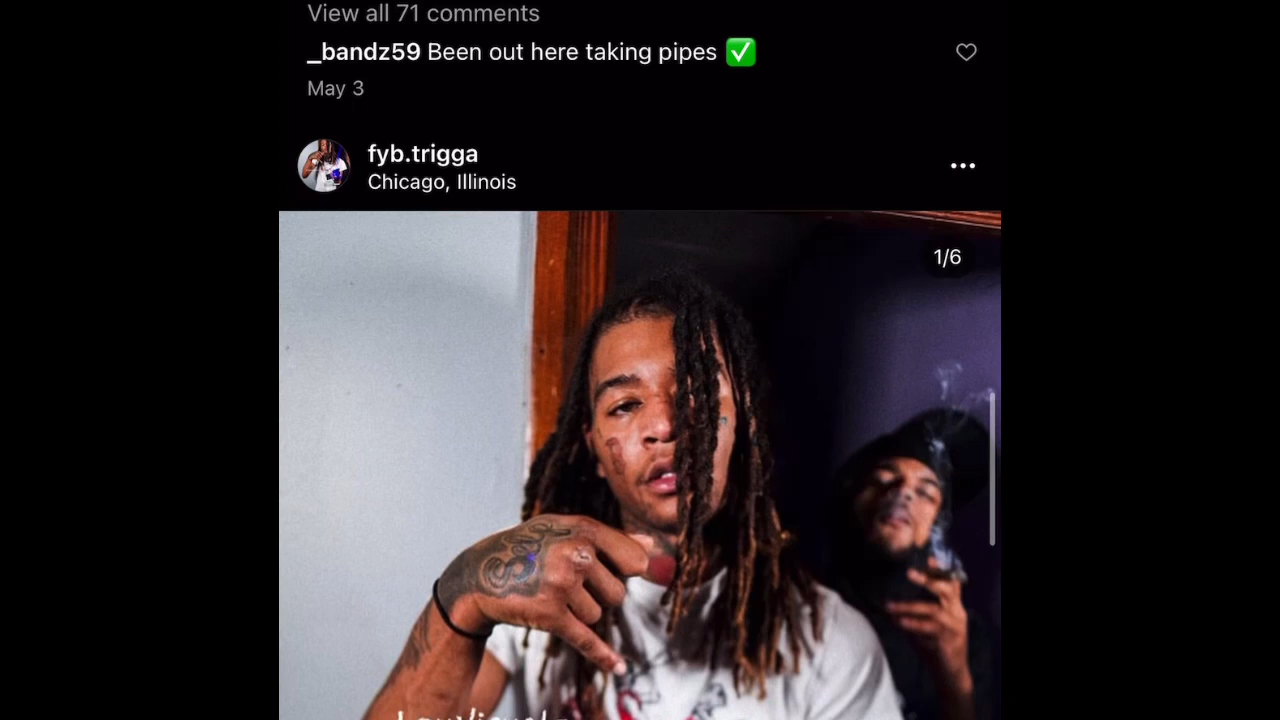 View all 71 comments
_bandz59 Been out here taking pipes ✅
May 3
fyb.trigga
Chicago, Illinois
1/6